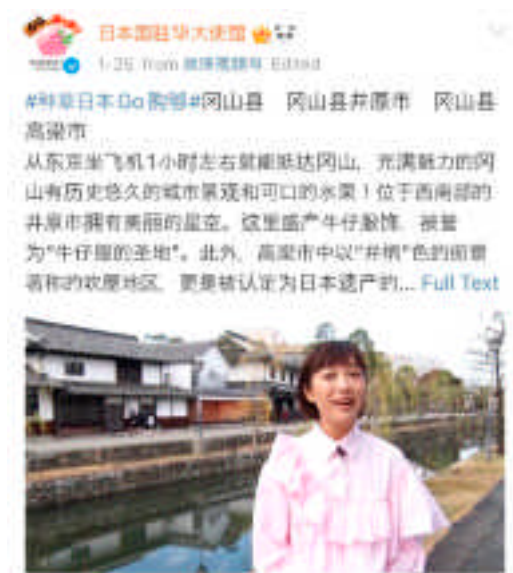 日本国驻华大使馆
1-25 from 微博视频号 Edited
#种草日本Go购够#冈山县 冈山县井原市 冈山县
高梁市
从东京坐飞机1小时左右就能抵达冈山，充满魅力的冈
山有历史悠久的城市景观和可口的水果！位于西南部的
井原市拥有美丽的星空。这里盛产牛仔服饰，被誉
为“牛仔服的圣地”。此外，高梁市中以“弁柄”色的街景
著称的吹屋地区，更是被认定为日本遗产的... Full Text